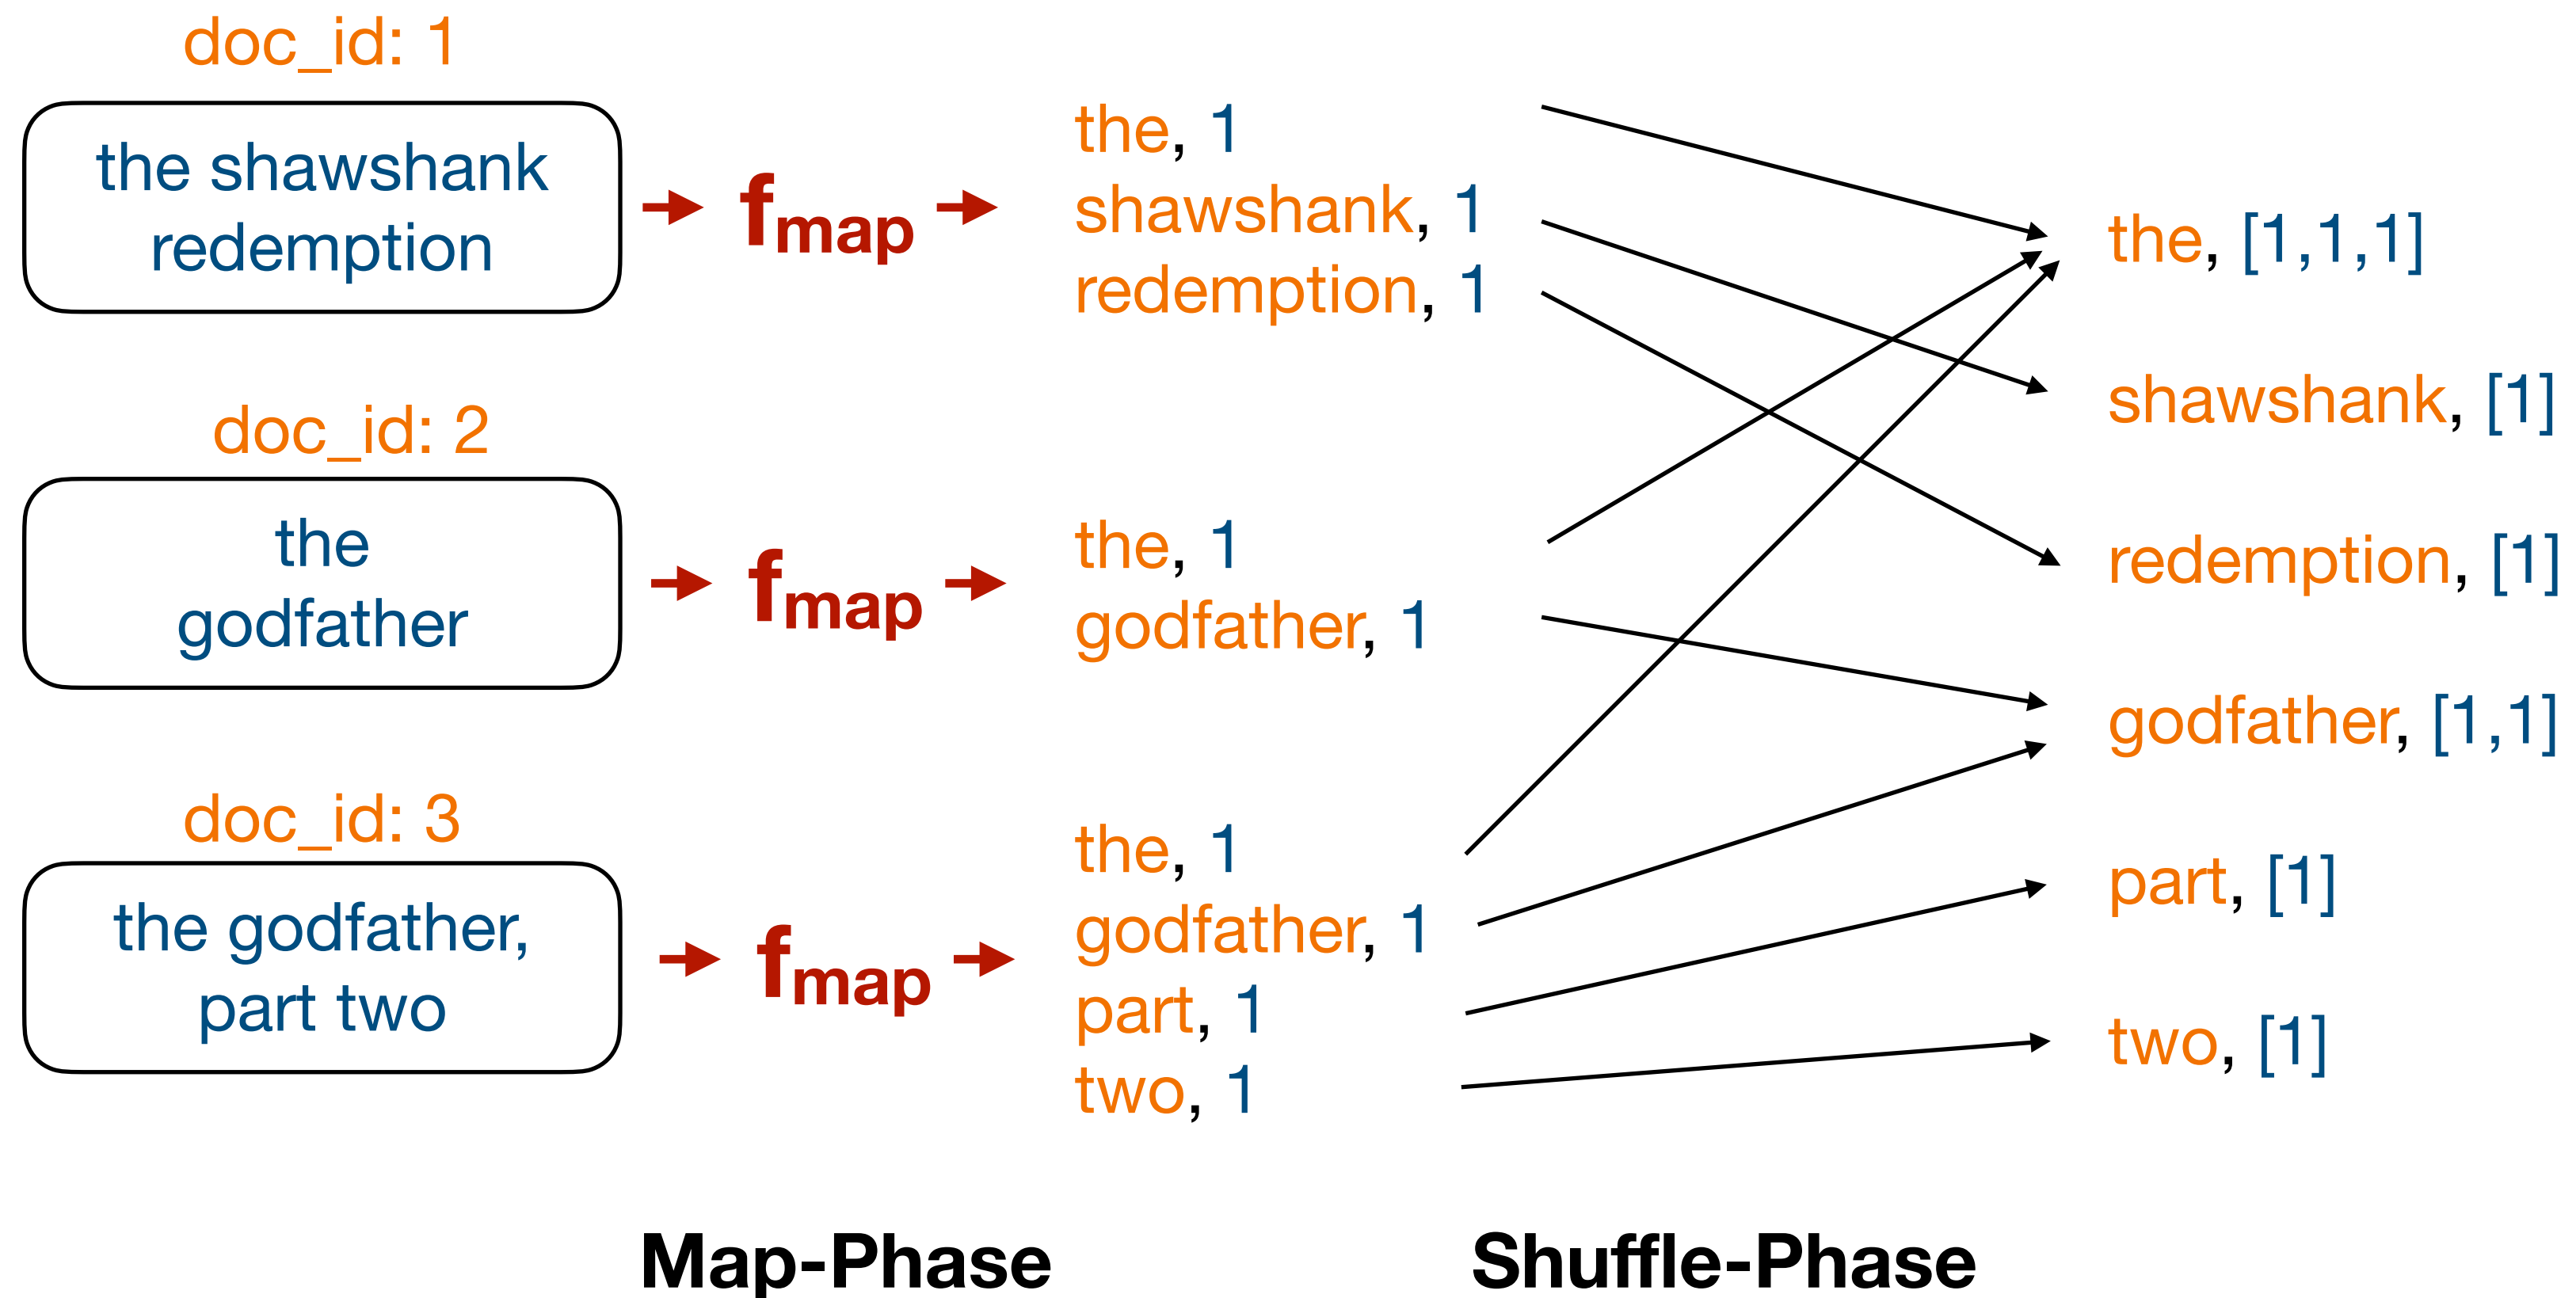 doc_id: 1
the shawshank
redemption
fmap
the, 1
shawshank, 1
redemption, 1
doc_id: 2
the
godfather
fmap
the, 1
godfather, 1
doc_id: 3
the godfather,
part two
fmap
the, 1
godfather, 1
part, 1
two, 1
the, [1,1,1]
shawshank, [1]
redemption, [1]
godfather, [1,1]
part, [1]
two, [1]
Map-Phase
Shuffle-Phase